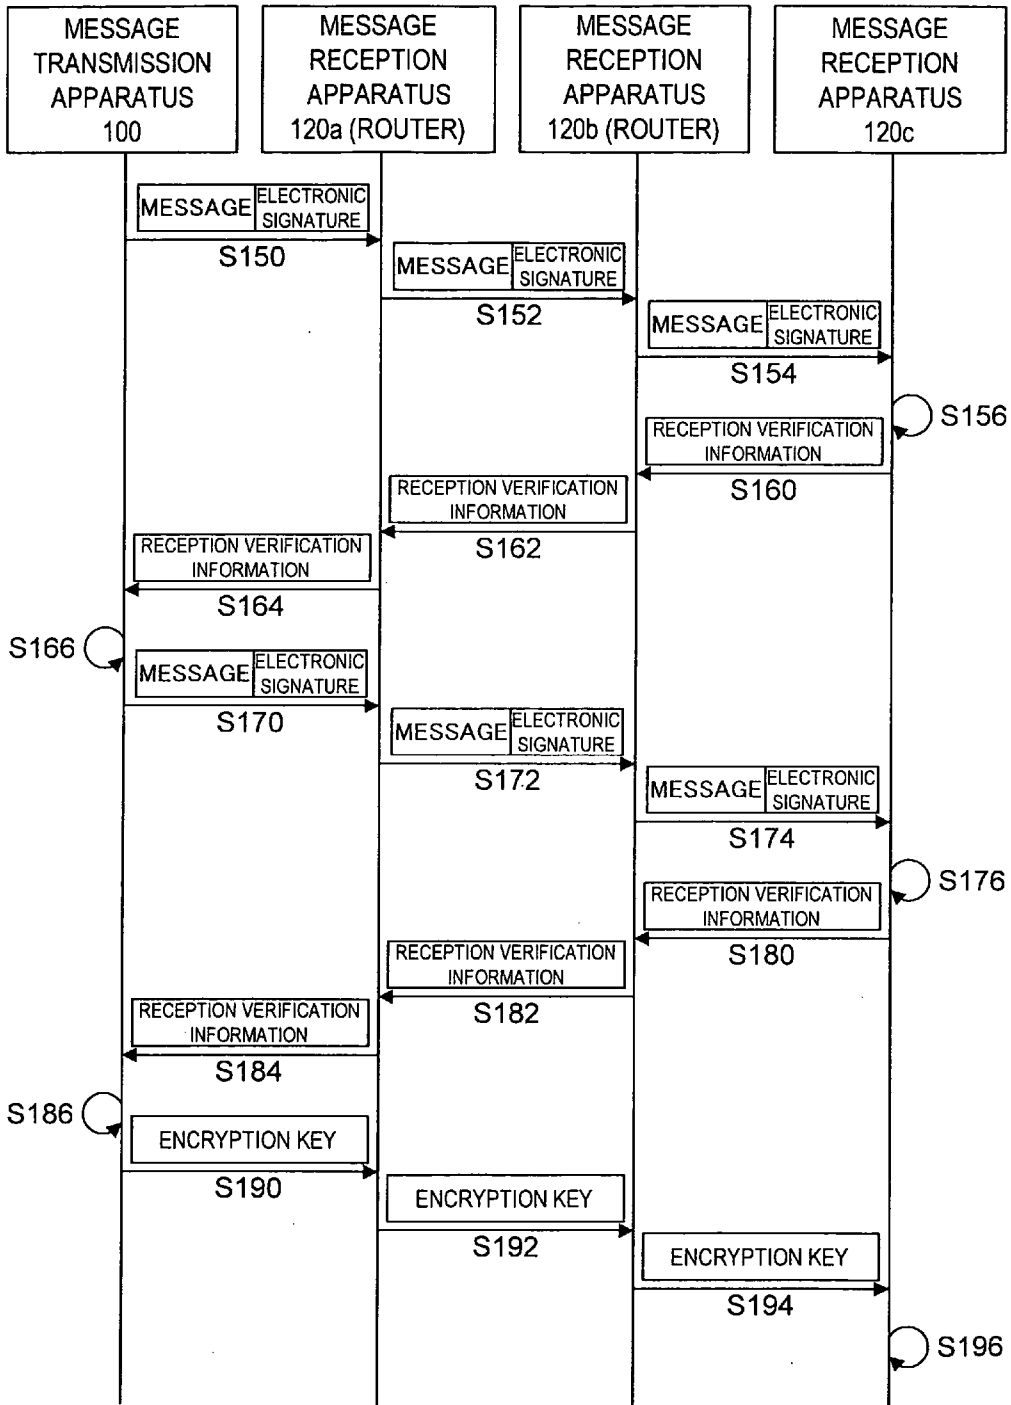 MESSAGE
TRANSMISSION
APPARATUS
100
MESSAGE
RECEPTION
APPARATUS
120a (ROUTER)
MESSAGE
RECEPTION
APPARATUS
120b (ROUTER)
MESSAGE
RECEPTION
APPARATUS
120c
MESSAGE
ELECTRONIC
SIGNATURE
S150
MESSAGE
ELECTRONIC
SIGNATURE
S152
MESSAGE
ELECTRONIC
SIGNATURE
S154
S156
RECEPTION VERIFICATION
INFORMATION
S160
RECEPTION VERIFICATION
INFORMATION
S162
RECEPTION VERIFICATION
INFORMATION
S164
S166
MESSAGE
ELECTRONIC
SIGNATURE
S170
MESSAGE
ELECTRONIC
SIGNATURE
S172
MESSAGE
ELECTRONIC
SIGNATURE
S174
S176
RECEPTION VERIFICATION
INFORMATION
S180
RECEPTION VERIFICATION
INFORMATION
S182
RECEPTION VERIFICATION
INFORMATION
S184
S186
ENCRYPTION KEY
S190
ENCRYPTION KEY
S192
ENCRYPTION KEY
S194
S196